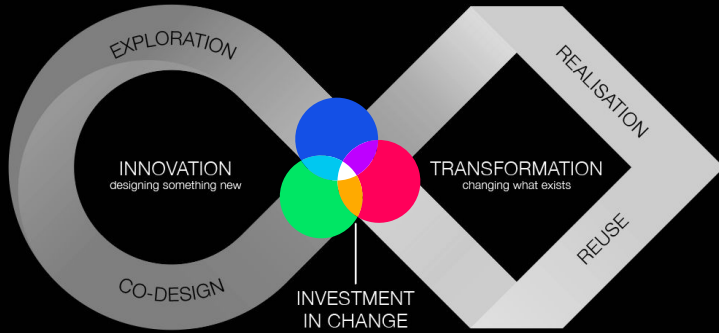 EXPLORATION
REALISATION
INNOVATION
designing something new
TRANSFORMATION
changing what exists
CO-DESIGN
REUSE
INVESTMENT
IN CHANGE